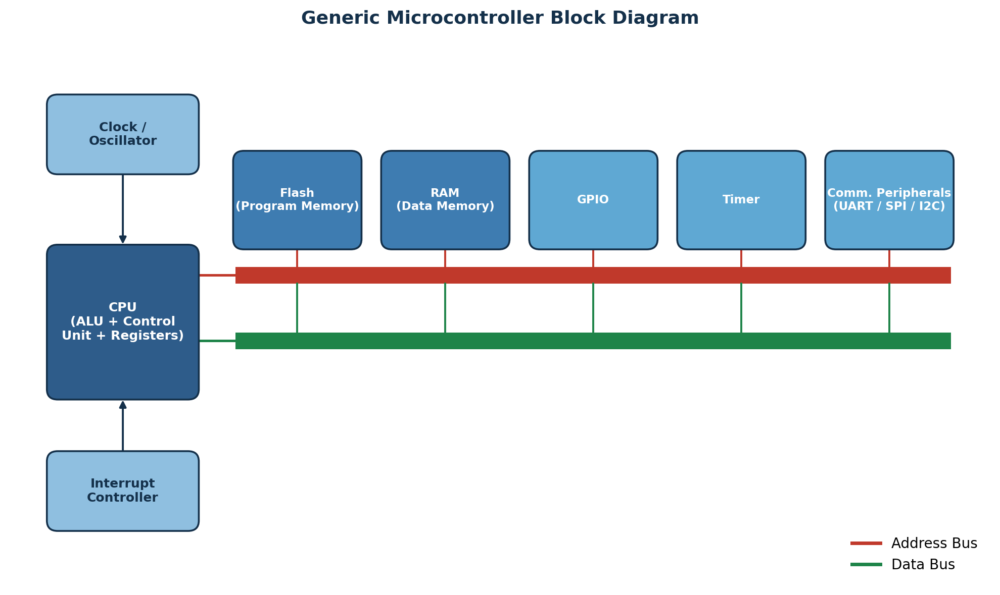 Generic Microcontroller Block Diagram
Clock /
Oscillator
Flash
(Program Memory)
RAM
(Data Memory)
GPIO
Timer
Comm. Peripherals
(UART / SPI / I2C)
CPU
(ALU + Control
Unit + Registers)
Interrupt
Controller
Address Bus
Data Bus